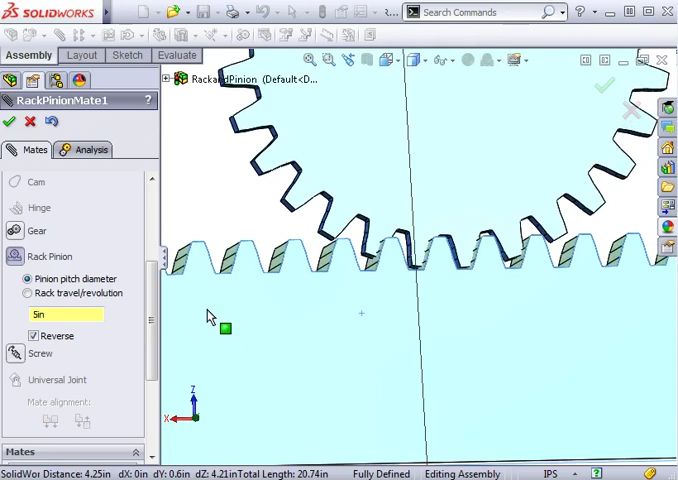 SOLIDWORKS
r...
Search Commands
?
Assembly
Layout
Sketch
Evaluate
RackPinionMate1
?
Mates
Analysis
Cam
Hinge
Gear
Rack Pinion
Pinion pitch diameter
Rack travel/revolution
5in
Reverse
Screw
Universal Joint
Mate alignment:
Mates
RackandPinion (Default<D...
Z
X
SolidWor Distance: 4.25in dX: 0in dY: 0.6in dZ: 4.21inTotal Length: 20.74in Fully Defined Editing Assembly IPS ?